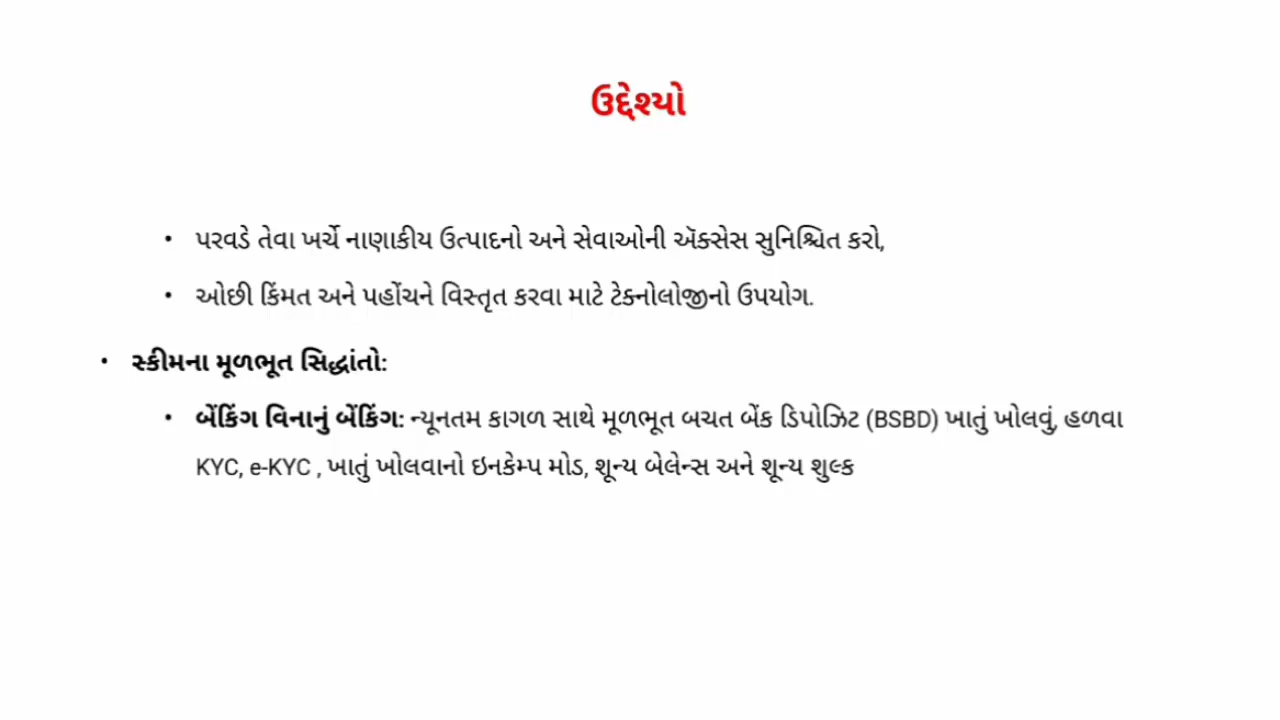 ઉદ્દેશ્યો
• પરવડે તેવા ખર્ચે નાણાકીય ઉત્પાદનો અને સેવાઓની ઍક્સેસ સુનિશ્ચિત કરો,
• ઓછી કિંમત અને પહોંચને વિસ્તૃત કરવા માટે ટેક્નોલોજીનો ઉપયોગ.
• સ્કીમના મૂળભૂત સિદ્ધાંતો:
• બેંકિંગ વિનાનું બેંકિંગ: ન્યૂનતમ કાગળ સાથે મૂળભૂત બચત બેંક ડિપોઝિટ (BSBD) ખાતું ખોલવું, હળવા
KYC, e-KYC , ખાતું ખોલવાનો ઇનકેમ્પ મોડ, શૂન્ય બેલેન્સ અને શૂન્ય શુલ્ક